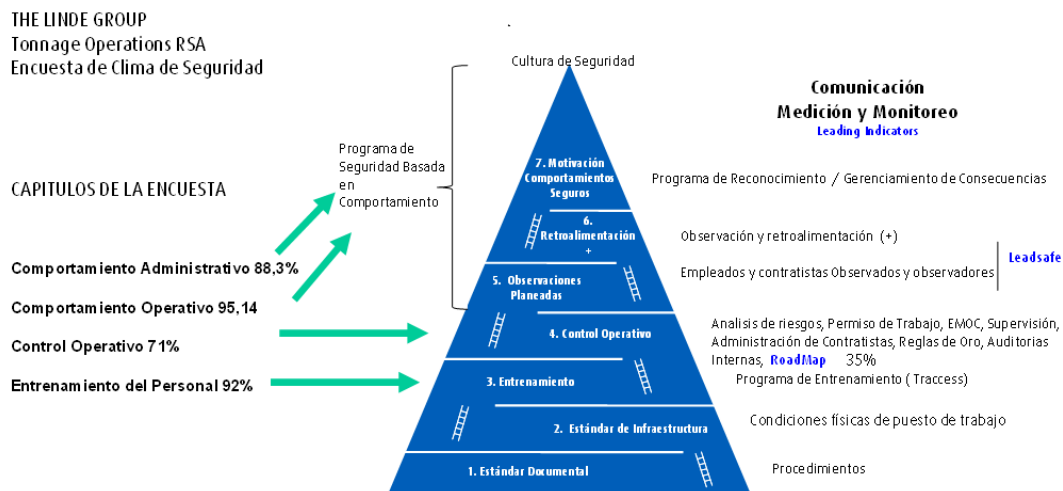 THE LINDE GROUP
Tonnage Operations RSA
Encuesta de Clima de Seguridad
Cultura de Seguridad
Comunicación
Medición y Monitoreo
Leading Indicators
Programa de
Seguridad Basada
en
Comportamiento
CAPITULOS DE LA ENCUESTA
7. Motivación
Comportamientos
Seguros
Programa de Reconocimiento / Gerenciamiento de Consecuencias
6.
Retroalimentación
+
Observación y retroalimentación (+)
Leadsafe
Empleados y contratistas Observados y observadores
Comportamiento Administrativo 88,3%
5. Observaciones
Planeadas
Comportamiento Operativo 95,14
4. Control Operativo
Analisis de riesgos, Permiso de Trabajo, EMOC, Supervisión,
Administración de Contratistas, Reglas de Oro, Auditorias
Internas, RoadMap 35%
Control Operativo 71%
Entrenamiento del Personal 92%
3. Entrenamiento
Programa de Entrenamiento ( Traccess)
2. Estándar de Infraestructura
Condiciones físicas de puesto de trabajo
1. Estándar Documental
Procedimientos